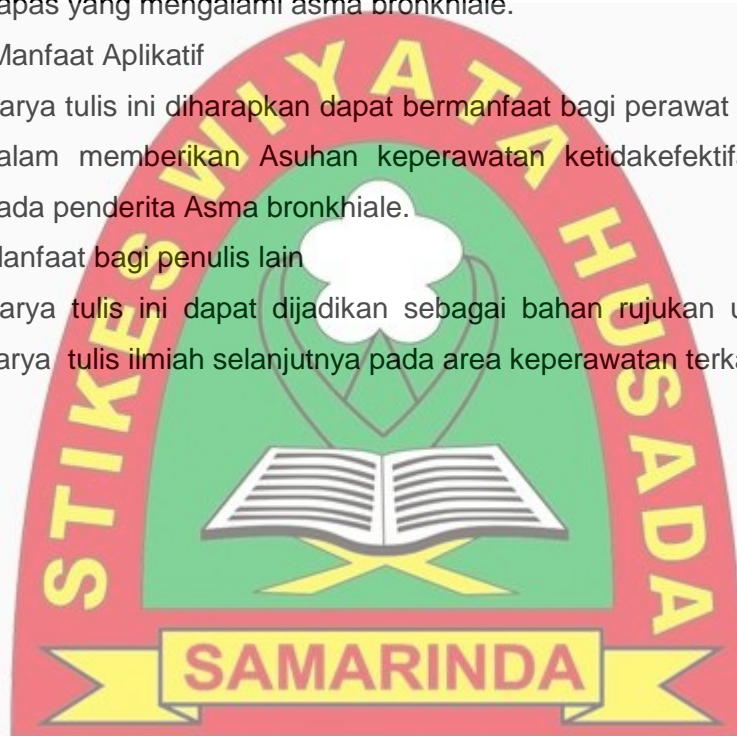 apas yang mengalami asma bronkhiale.
Manfaat Aplikatif
arya tulis ini diharapkan dapat bermanfaat bagi perawat
alam memberikan Asuhan keperawatan ketidakefektif
ada penderita Asma bronkhiale.
anfaat bagi penulis lain
arya tulis ini dapat dijadikan sebagai bahan rujukan u
arya tulis ilmiah selanjutnya pada area keperawatan terka
STIKES WIYATA HUSADA
SAMARINDA